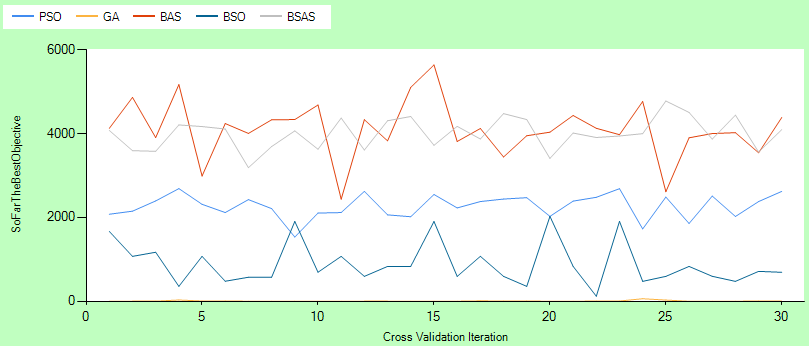 PSO GA BAS BSO BSAS
6000
4000
2000
0
SoFarTheBestObjective
0 5 10 15 20 25 30
Cross Validation Iteration